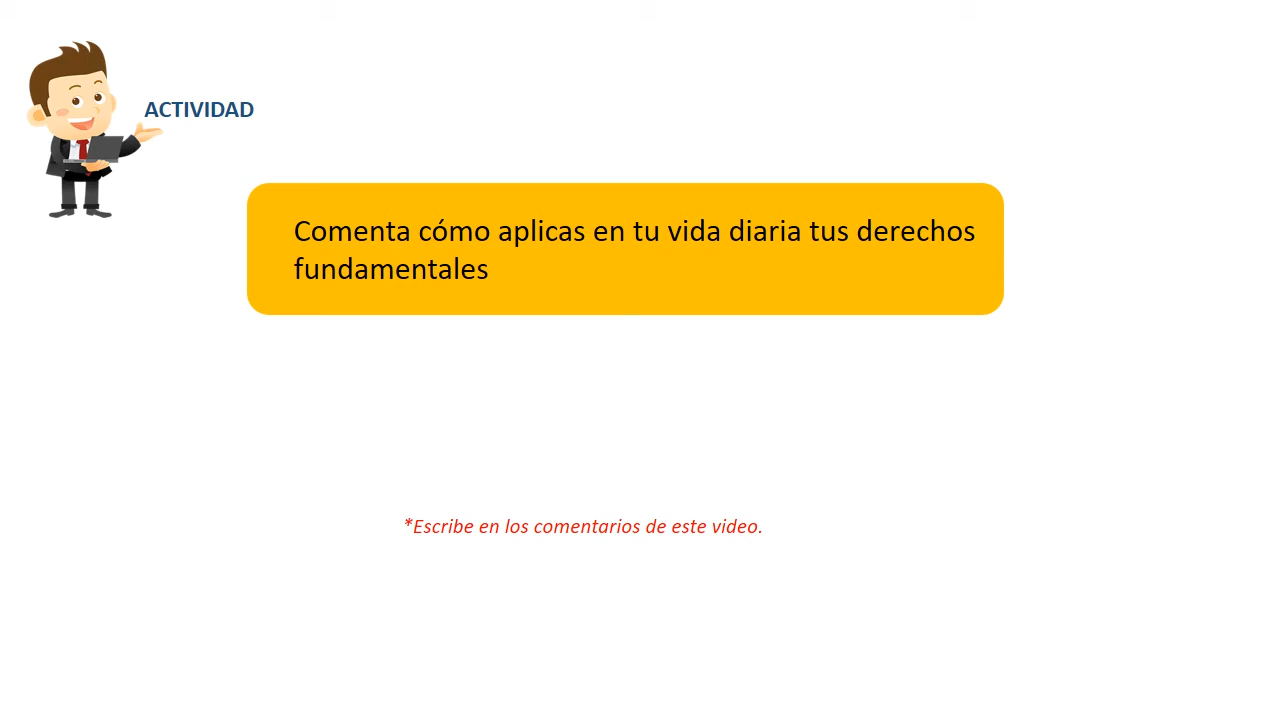 ACTIVIDAD
Comenta cómo aplicas en tu vida diaria tus derechos
fundamentales
*Escribe en los comentarios de este video.